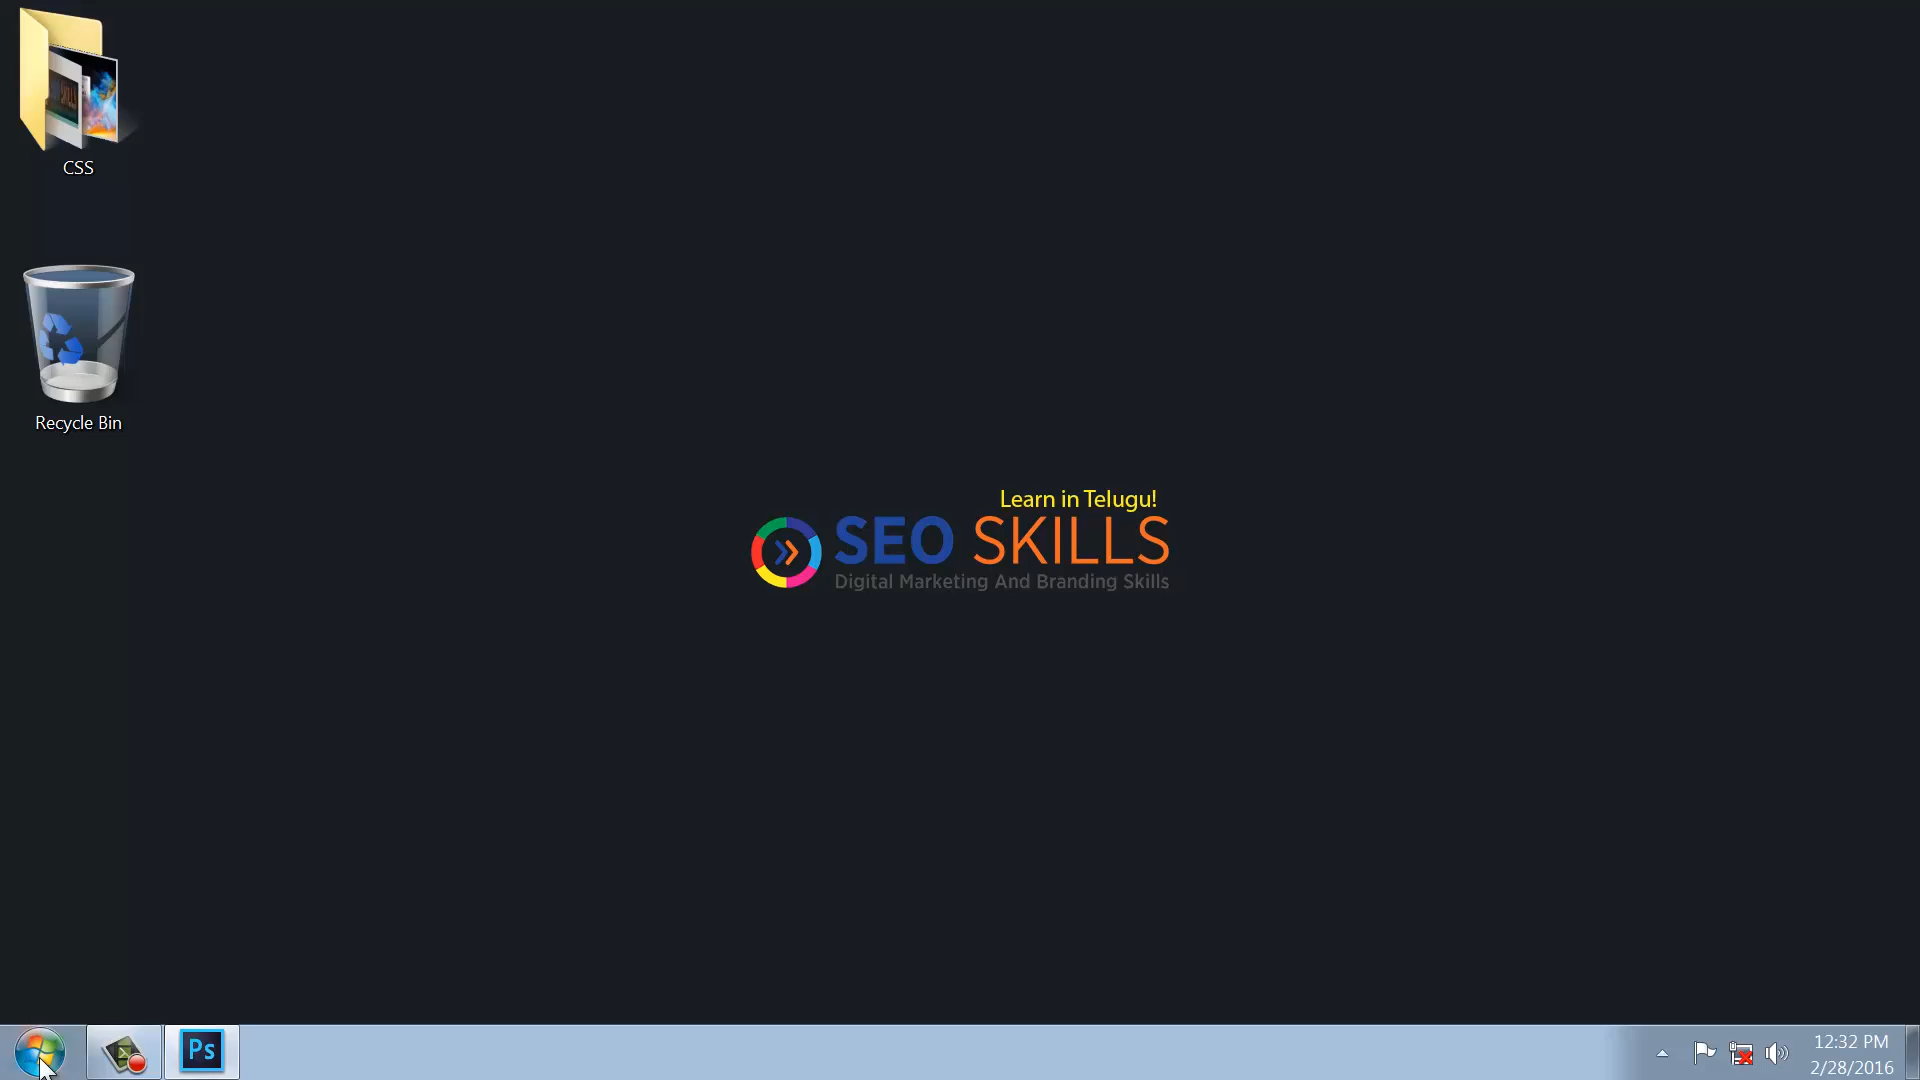 CSS
Recycle Bin
Learn in Telugu!
SEO SKILLS
Digital Marketing And Branding Skills
Ps
12:32 PM
2/28/2016